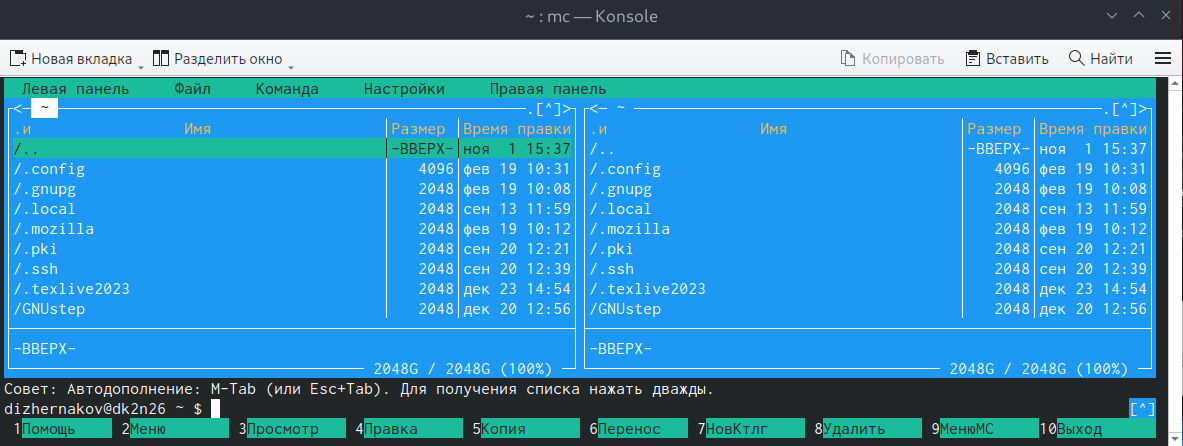 ~ : mc — Konsole
Новая вкладка Разделить окно Копировать Вставить Найти
Левая панель Файл Команда Настройки Правая панель
<— ~ .[^]> <— ~ .[^]>
.и Имя Размер Время правки .и Имя Размер Время правки
/.. -ВВЕРХ- ноя 1 15:37 /.. -ВВЕРХ- ноя 1 15:37
/.config 4096 фев 19 10:31 /.config 4096 фев 19 10:31
/.gnupg 2048 фев 19 10:08 /.gnupg 2048 фев 19 10:08
/.local 2048 сен 13 11:59 /.local 2048 сен 13 11:59
/.mozilla 2048 фев 19 10:12 /.mozilla 2048 фев 19 10:12
/.pki 2048 сен 20 12:21 /.pki 2048 сен 20 12:21
/.ssh 2048 сен 20 12:39 /.ssh 2048 сен 20 12:39
/.texlive2023 2048 дек 23 14:54 /.texlive2023 2048 дек 23 14:54
/GNUstep 2048 дек 20 12:56 /GNUstep 2048 дек 20 12:56
-ВВЕРХ- -ВВЕРХ-
2048G / 2048G (100%) 2048G / 2048G (100%)
Совет: Автодополнение: M-Tab (или Esc+Tab). Для получения списка нажать дважды.
dizhernakov@dk2n26 ~ $ [^]
1Помощь 2Меню 3Просмотр 4Правка 5Копия 6Перенос 7НовКтлг 8Удалить 9МенюМС 10Выход